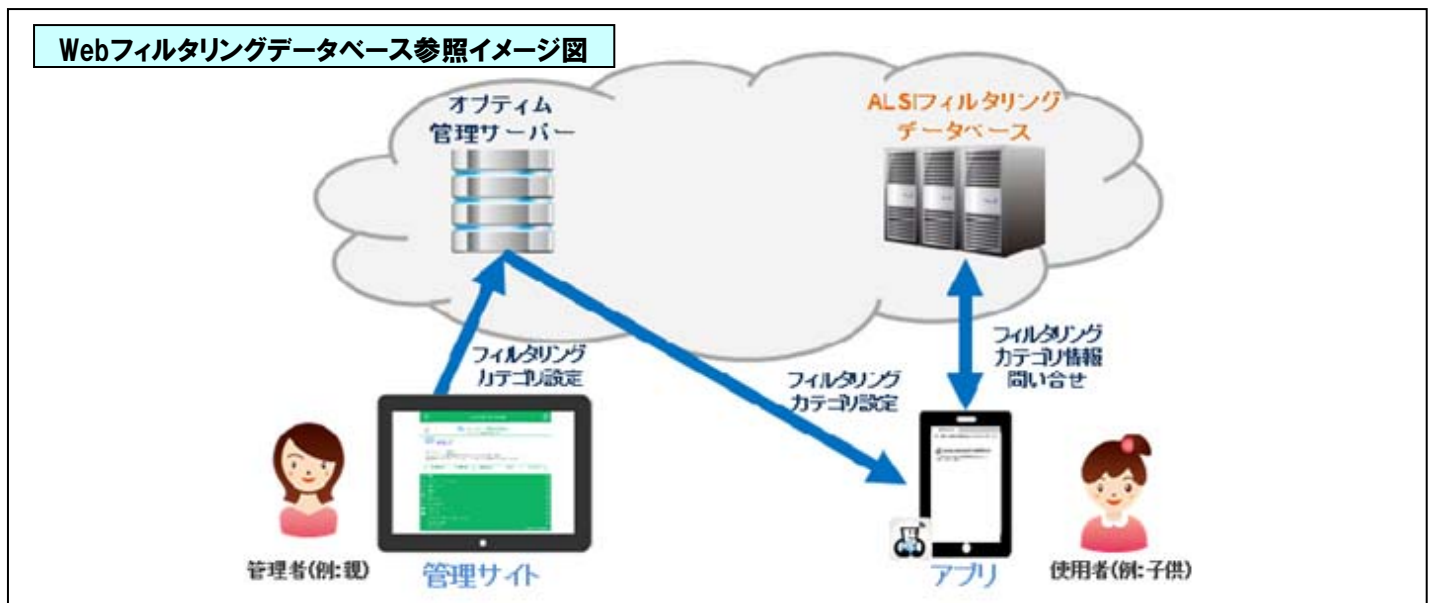 Webフィルタリングデータベース参照イメージ図
オプティム
管理サーバー
ALSIフィルタリング
データベース
フィルタリング
カテゴリ設定
フィルタリング
カテゴリ設定
フィルタリング
カテゴリ情報
問い合せ
管理者(例:親)
管理サイト
アプリ
使用者(例:子供)